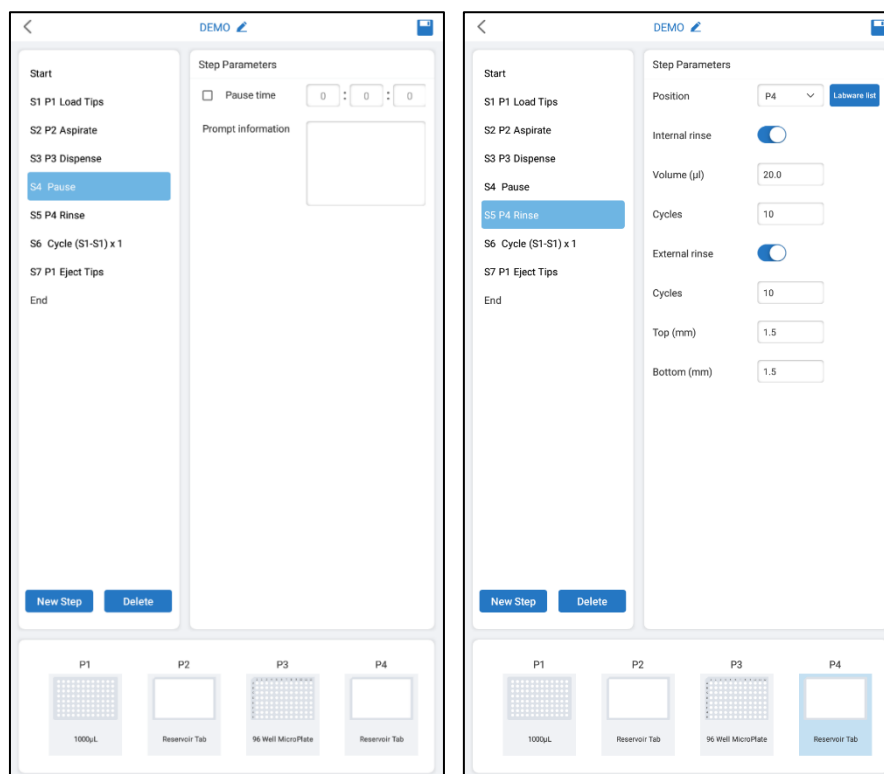 DEMO
Start
S1 P1 Load Tips
S2 P2 Aspirate
S3 P3 Dispense
S4 Pause
S5 P4 Rinse
S6 Cycle (S1-S1) x 1
S7 P1 Eject Tips
End
New Step Delete
Step Parameters
Pause time 0 : 0 : 0
Prompt information
P1 P2 P3 P4
1000µL Reservoir Tab 96 Well MicroPlate Reservoir Tab
DEMO
Start
S1 P1 Load Tips
S2 P2 Aspirate
S3 P3 Dispense
S4 Pause
S5 P4 Rinse
S6 Cycle (S1-S1) x 1
S7 P1 Eject Tips
End
New Step Delete
Step Parameters
Position P4 Labware list
Internal rinse
Volume (µl) 20.0
Cycles 10
External rinse
Cycles 10
Top (mm) 1.5
Bottom (mm) 1.5
P1 P2 P3 P4
1000µL Reservoir Tab 96 Well MicroPlate Reservoir Tab